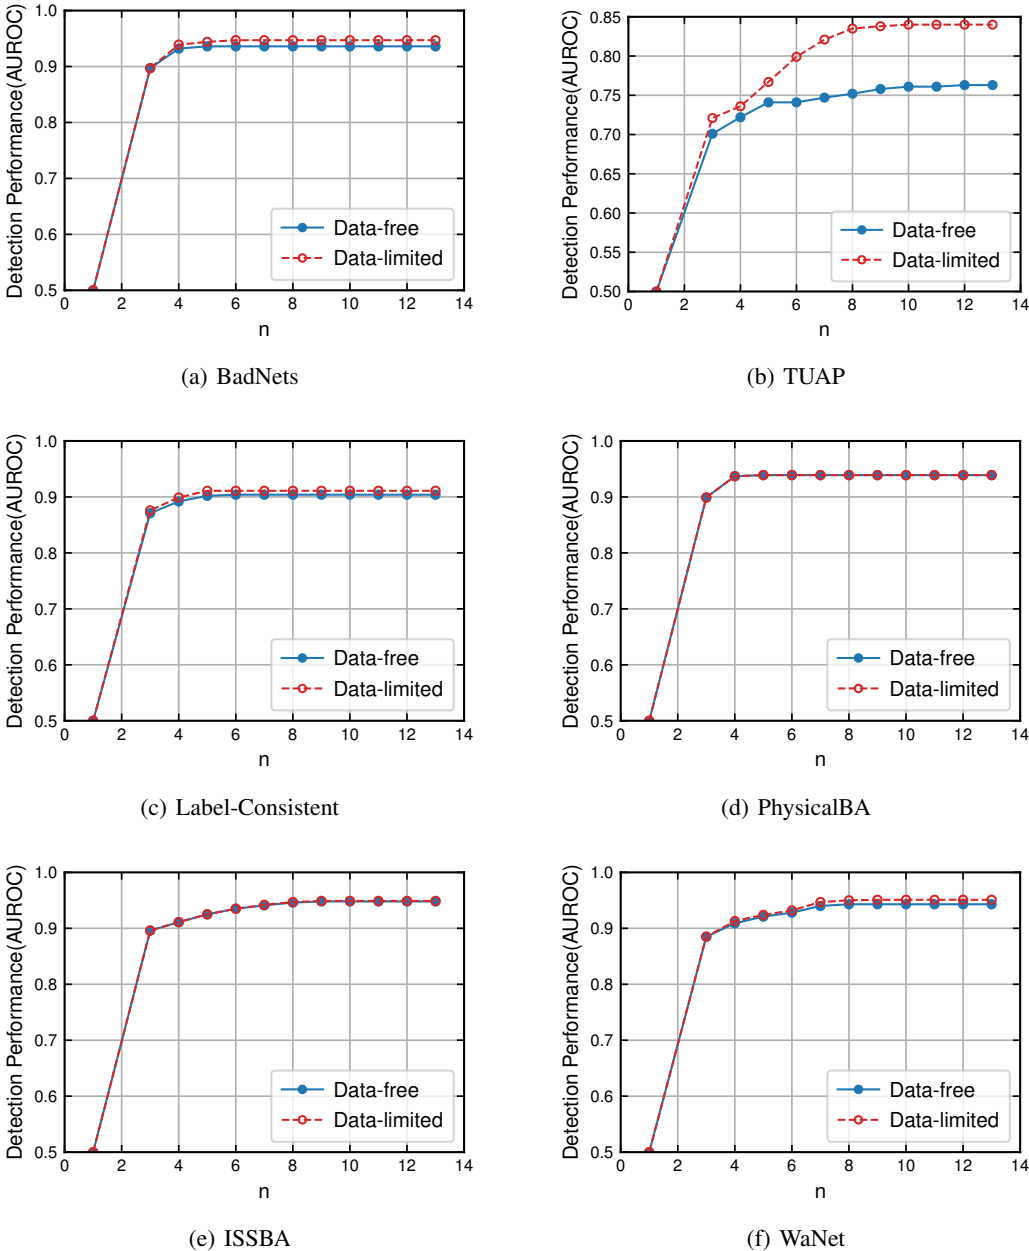 Detection Performance(AUROC)
1.0
0.9
0.8
0.7
0.6
0.5
0 2 4 6 8 10 12 14
n
Data-free
Data-limited
(a) BadNets
Detection Performance(AUROC)
0.85
0.80
0.75
0.70
0.65
0.60
0.55
0.50
0 2 4 6 8 10 12 14
n
Data-free
Data-limited
(b) TUAP
Detection Performance(AUROC)
1.0
0.9
0.8
0.7
0.6
0.5
0 2 4 6 8 10 12 14
n
Data-free
Data-limited
(c) Label-Consistent
Detection Performance(AUROC)
1.0
0.9
0.8
0.7
0.6
0.5
0 2 4 6 8 10 12 14
n
Data-free
Data-limited
(d) PhysicalBA
Detection Performance(AUROC)
1.0
0.9
0.8
0.7
0.6
0.5
0 2 4 6 8 10 12 14
n
Data-free
Data-limited
(e) ISSBA
Detection Performance(AUROC)
1.0
0.9
0.8
0.7
0.6
0.5
0 2 4 6 8 10 12 14
n
Data-free
Data-limited
(f) WaNet